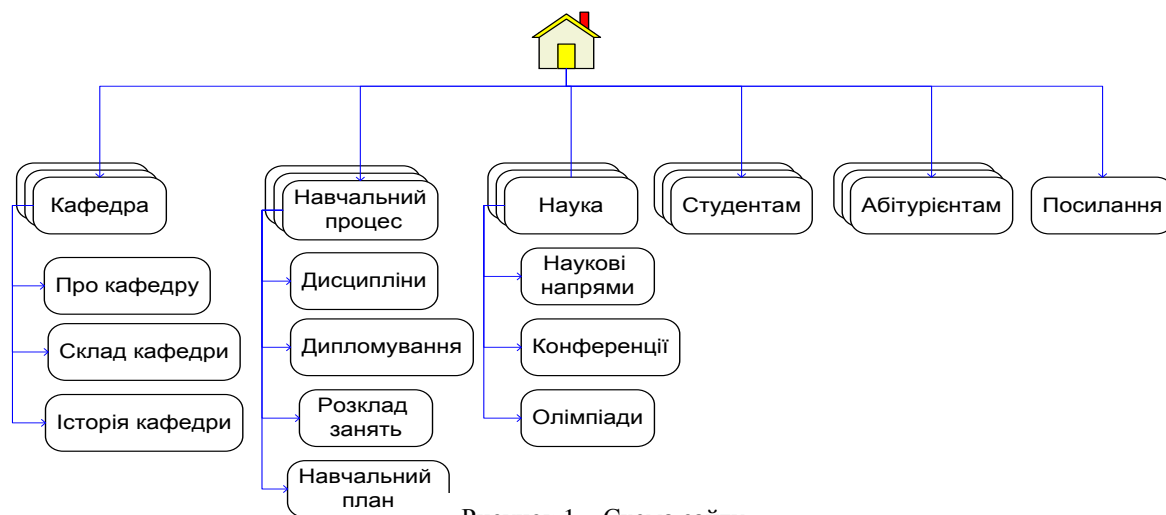 Кафедра
Навчальний
процес
Наука
Студентам
Абітурієнтам
Посилання
Про кафедру
Склад кафедри
Історія кафедри
Дисципліни
Дипломування
Розклад
занять
Навчальний
план
Наукові
напрями
Конференції
Олімпіади